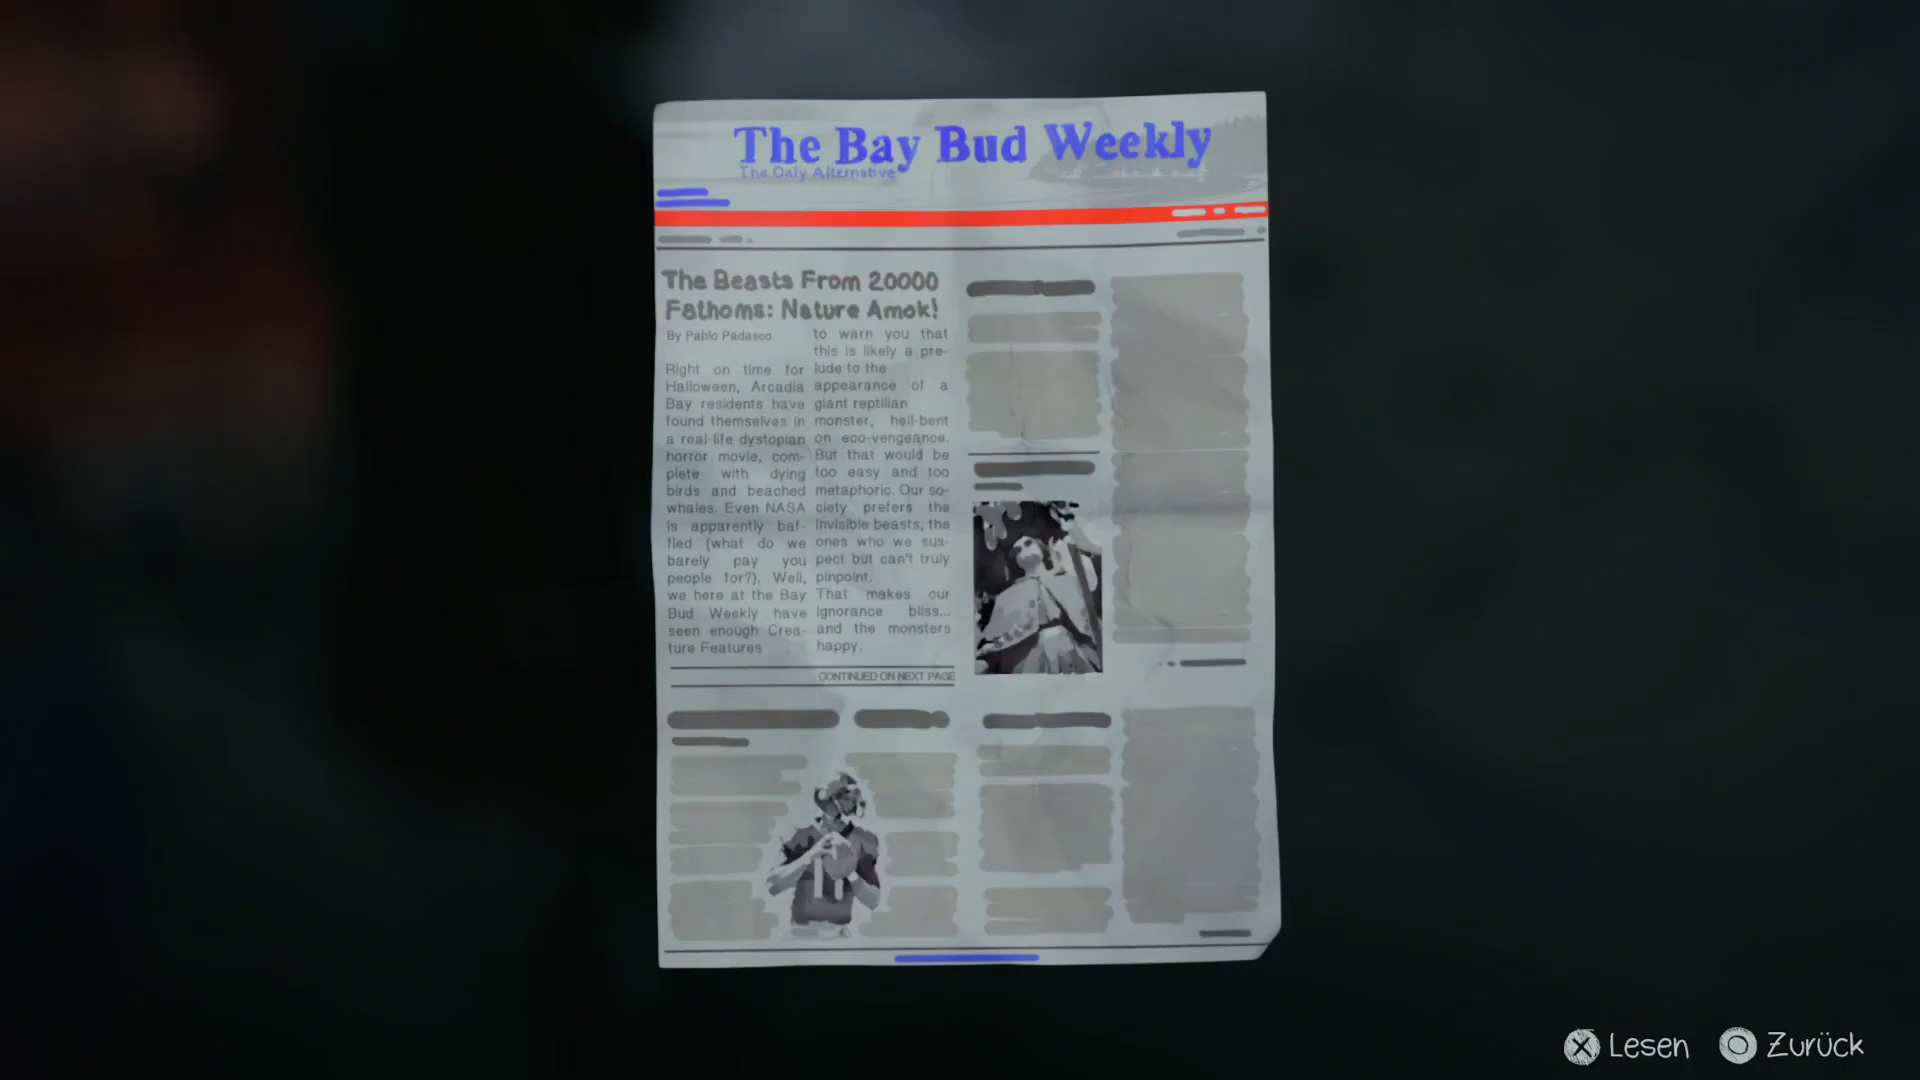 The Bay Bud Weekly
The Only Alternative
The Beasts From 20000
Fathoms: Nature Amok!
By Pablo Padasco
Right on time for
Halloween, Arcadia
Bay residents have
found themselves in
a real-life dystopian
horror movie, com-
plete with dying
birds and beached
whales. Even NASA
is apparently baf-
fled (what do we
barely pay you
people for?). Well,
we here at the Bay
Bud Weekly have
seen enough Crea-
ture Features
to warn you that
this is likely a pre-
lude to the
appearance of a
giant reptilian
monster, hell-bent
on eco-vengeance.
But that would be
too easy and too
metaphoric. Our so-
ciety prefers the
invisible beasts, the
ones who we sus-
pect but can't truly
pinpoint.
That makes our
ignorance bliss...
and the monsters
happy.
CONTINUED ON NEXT PAGE
Lesen
Zurück